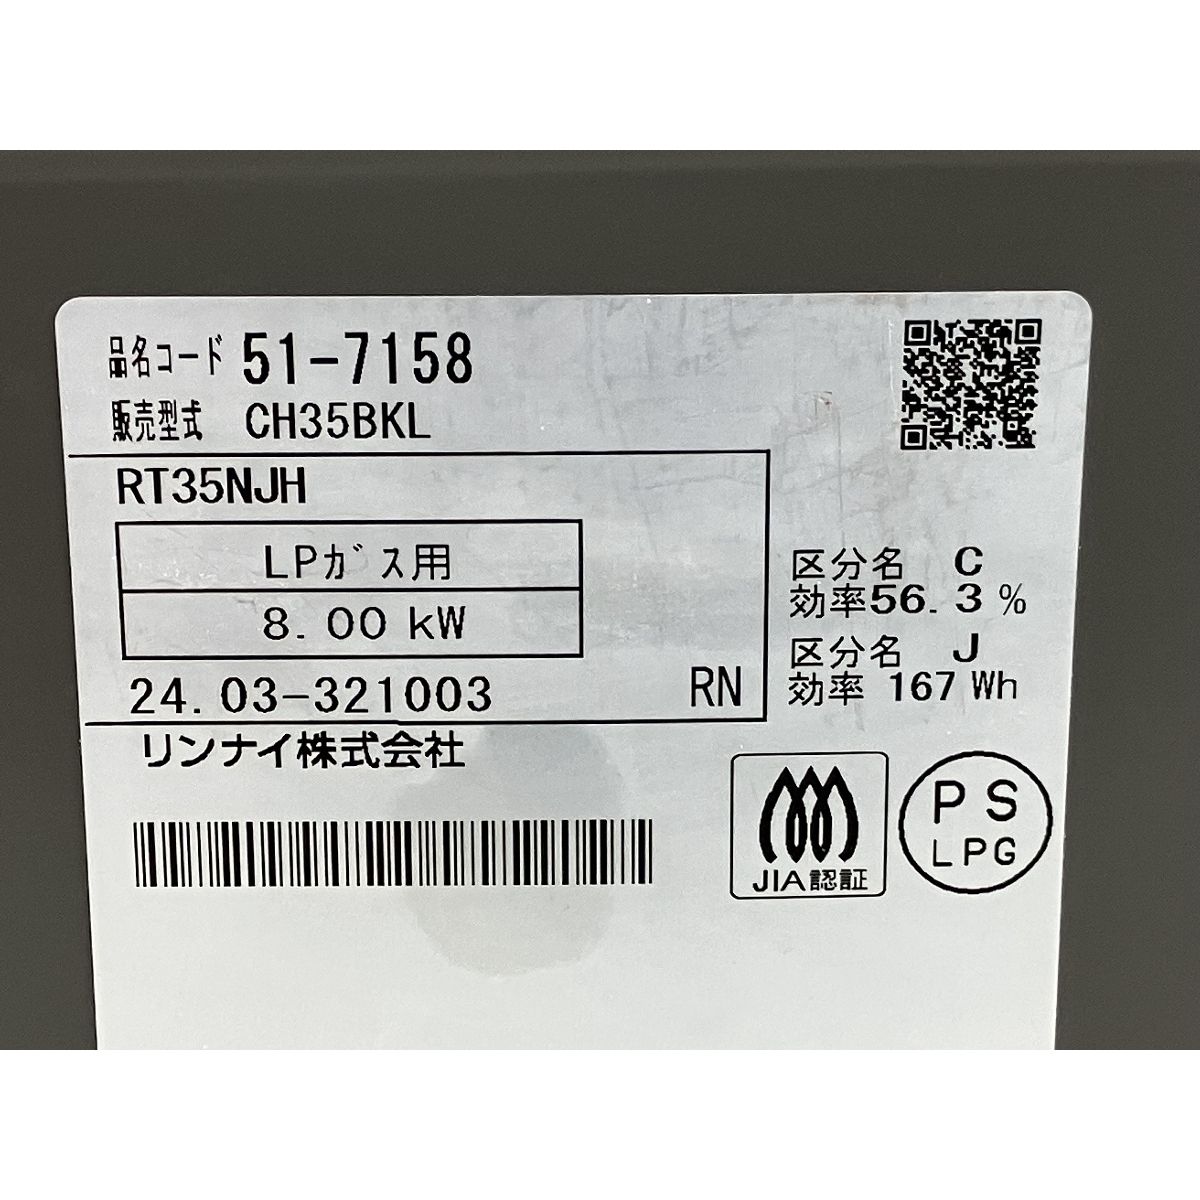 品名コード 51-7158
販売型式 CH35BKL
RT35NJH
LPガス用
8.00 kW
24.03-321003 RN
リンナイ株式会社
区分名 C
効率56.3%
区分名 J
効率 167 Wh
JIA認証
PS
LPG